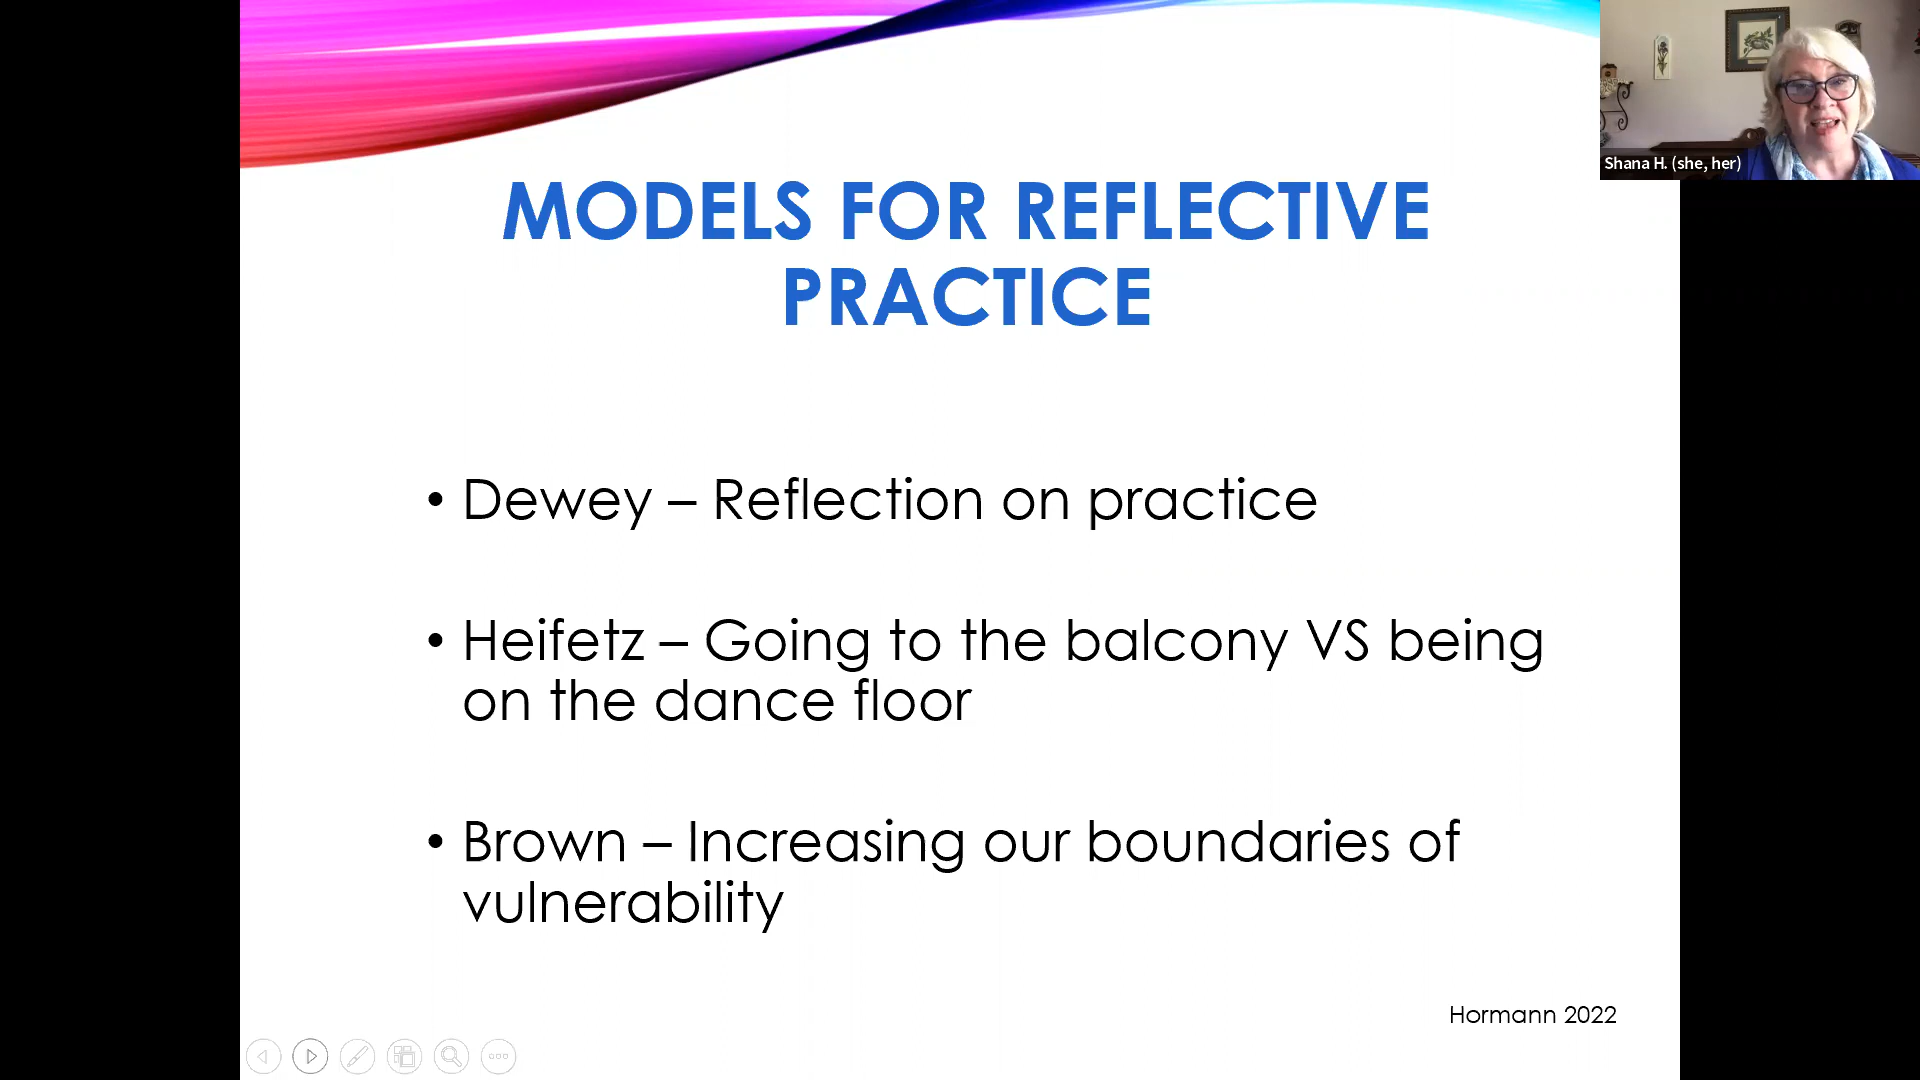 MODELS FOR REFLECTIVE
PRACTICE
Shana H. (she, her)
• Dewey – Reflection on practice
• Heifetz – Going to the balcony VS being
on the dance floor
• Brown – Increasing our boundaries of
vulnerability
Hormann 2022